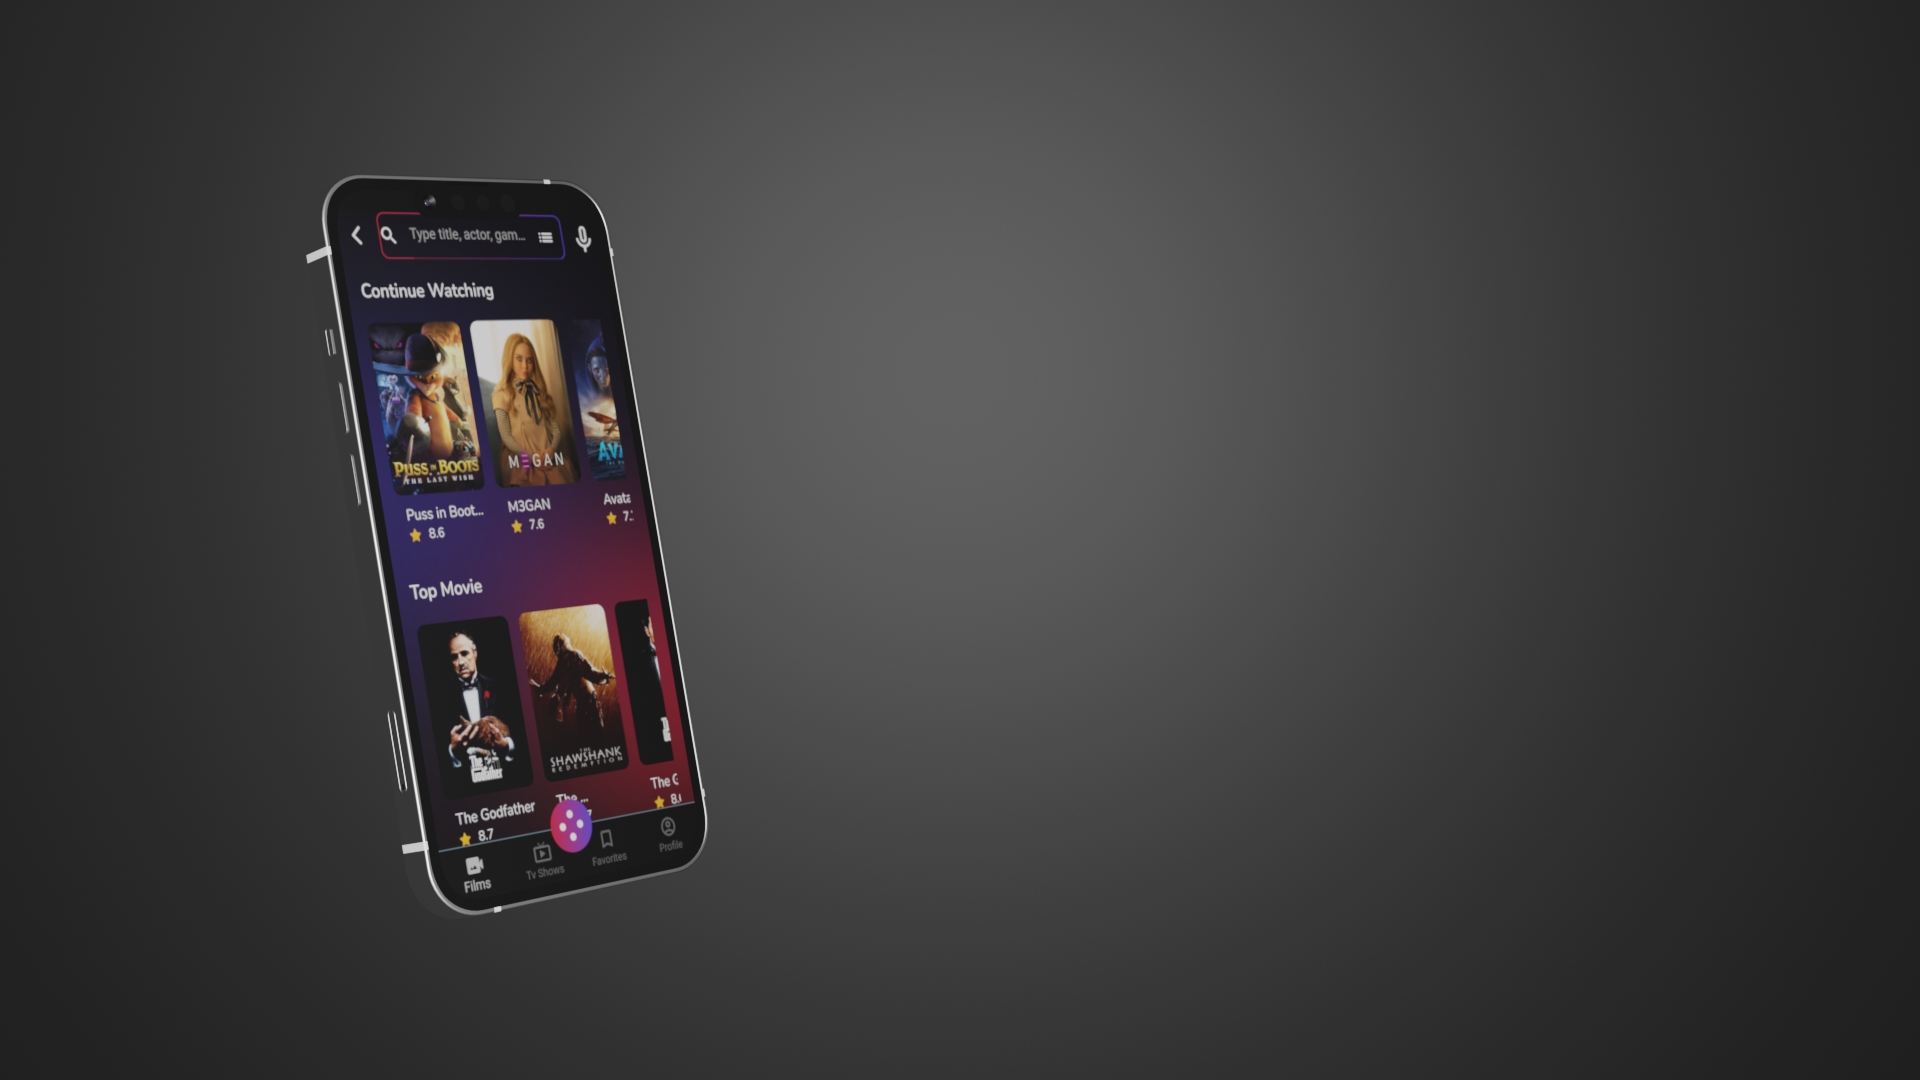 Type title, actor, gam...
Continue Watching
PUSS IN BOOTS
THE LAST WISH
M3GAN
AV
Puss in Boot...
8.6
M3GAN
7.6
Avata
7.
Top Movie
The Godfather
THE SHAWSHANK
REDEMPTION
The Godfather
8.7
The ...
7
The G
8.
Films
Tv Shows
Favorites
Profile